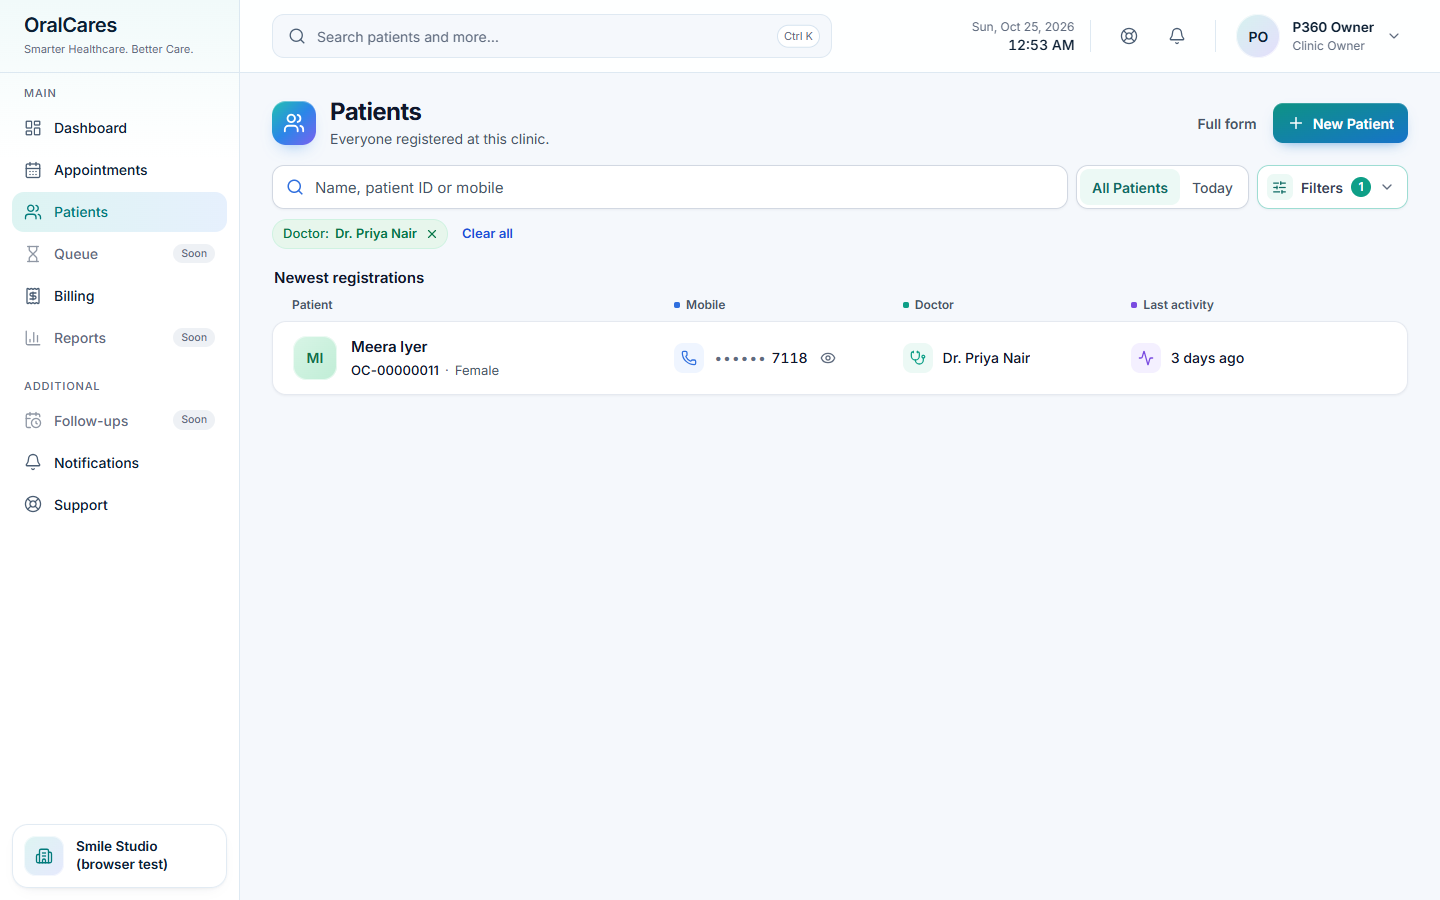 OralCares
Smarter Healthcare. Better Care.
Search patients and more...
Ctrl K
Sun, Oct 25, 2026
12:53 AM
PO
P360 Owner
Clinic Owner
MAIN
Dashboard
Appointments
Patients
Queue
Soon
Billing
Reports
Soon
ADDITIONAL
Follow-ups
Soon
Notifications
Support
Smile Studio
(browser test)
Patients
Everyone registered at this clinic.
Full form
New Patient
Name, patient ID or mobile
All Patients
Today
Filters
1
Doctor: Dr. Priya Nair
Clear all
Newest registrations
Patient
Mobile
Doctor
Last activity
MI
Meera Iyer
OC-00000011 · Female
•••••• 7118
Dr. Priya Nair
3 days ago